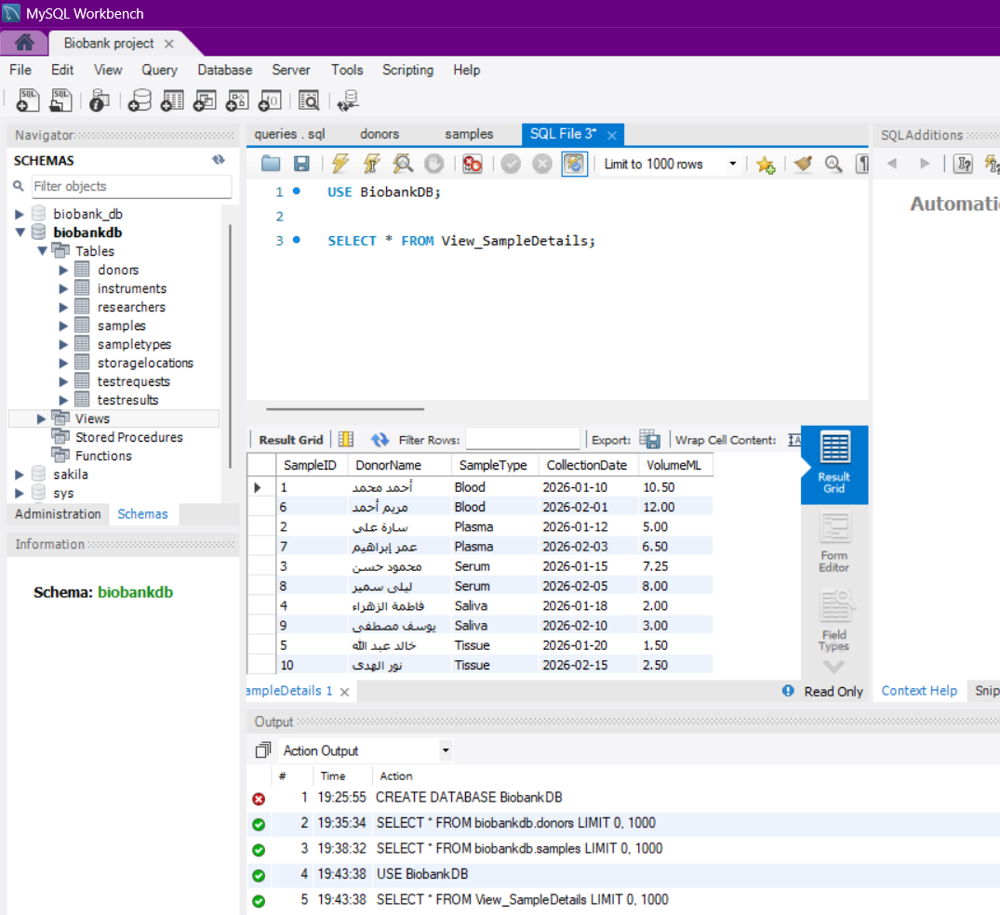 MySQL Workbench
Biobank project
File Edit View Query Database Server Tools Scripting Help
Navigator
SCHEMAS
Filter objects
biobank_db
biobankdb
Tables
donors
instruments
researchers
samples
sampletypes
storagelocations
testrequests
testresults
Views
Stored Procedures
Functions
sakila
sys
Administration Schemas
Information
Schema: biobankdb
queries . sql donors samples SQL File 3*
Limit to 1000 rows
1 USE BiobankDB;
2
3 SELECT * FROM View_SampleDetails;
Result Grid Filter Rows: Export: Wrap Cell Content:
SampleID DonorName SampleType CollectionDate VolumeML
1 أحمد محمد Blood 2026-01-10 10.50
6 مريم أحمد Blood 2026-02-01 12.00
2 سارة علي Plasma 2026-01-12 5.00
7 عمر إبراهيم Plasma 2026-02-03 6.50
3 محمود حسن Serum 2026-01-15 7.25
8 ليلى سمير Serum 2026-02-05 8.00
4 فاطمة الزهراء Saliva 2026-01-18 2.00
9 يوسف مصطفى Saliva 2026-02-10 3.00
5 خالد عبد الله Tissue 2026-01-20 1.50
10 نور الهدى Tissue 2026-02-15 2.50
Result
Grid
Form
Editor
Field
Types
ampleDetails 1
Read Only
SQLAdditions
Automati
Context Help Snip
Output
Action Output
# Time Action
1 19:25:55 CREATE DATABASE BiobankDB
2 19:35:34 SELECT * FROM biobankdb.donors LIMIT 0, 1000
3 19:38:32 SELECT * FROM biobankdb.samples LIMIT 0, 1000
4 19:43:38 USE BiobankDB
5 19:43:38 SELECT * FROM View_SampleDetails LIMIT 0, 1000